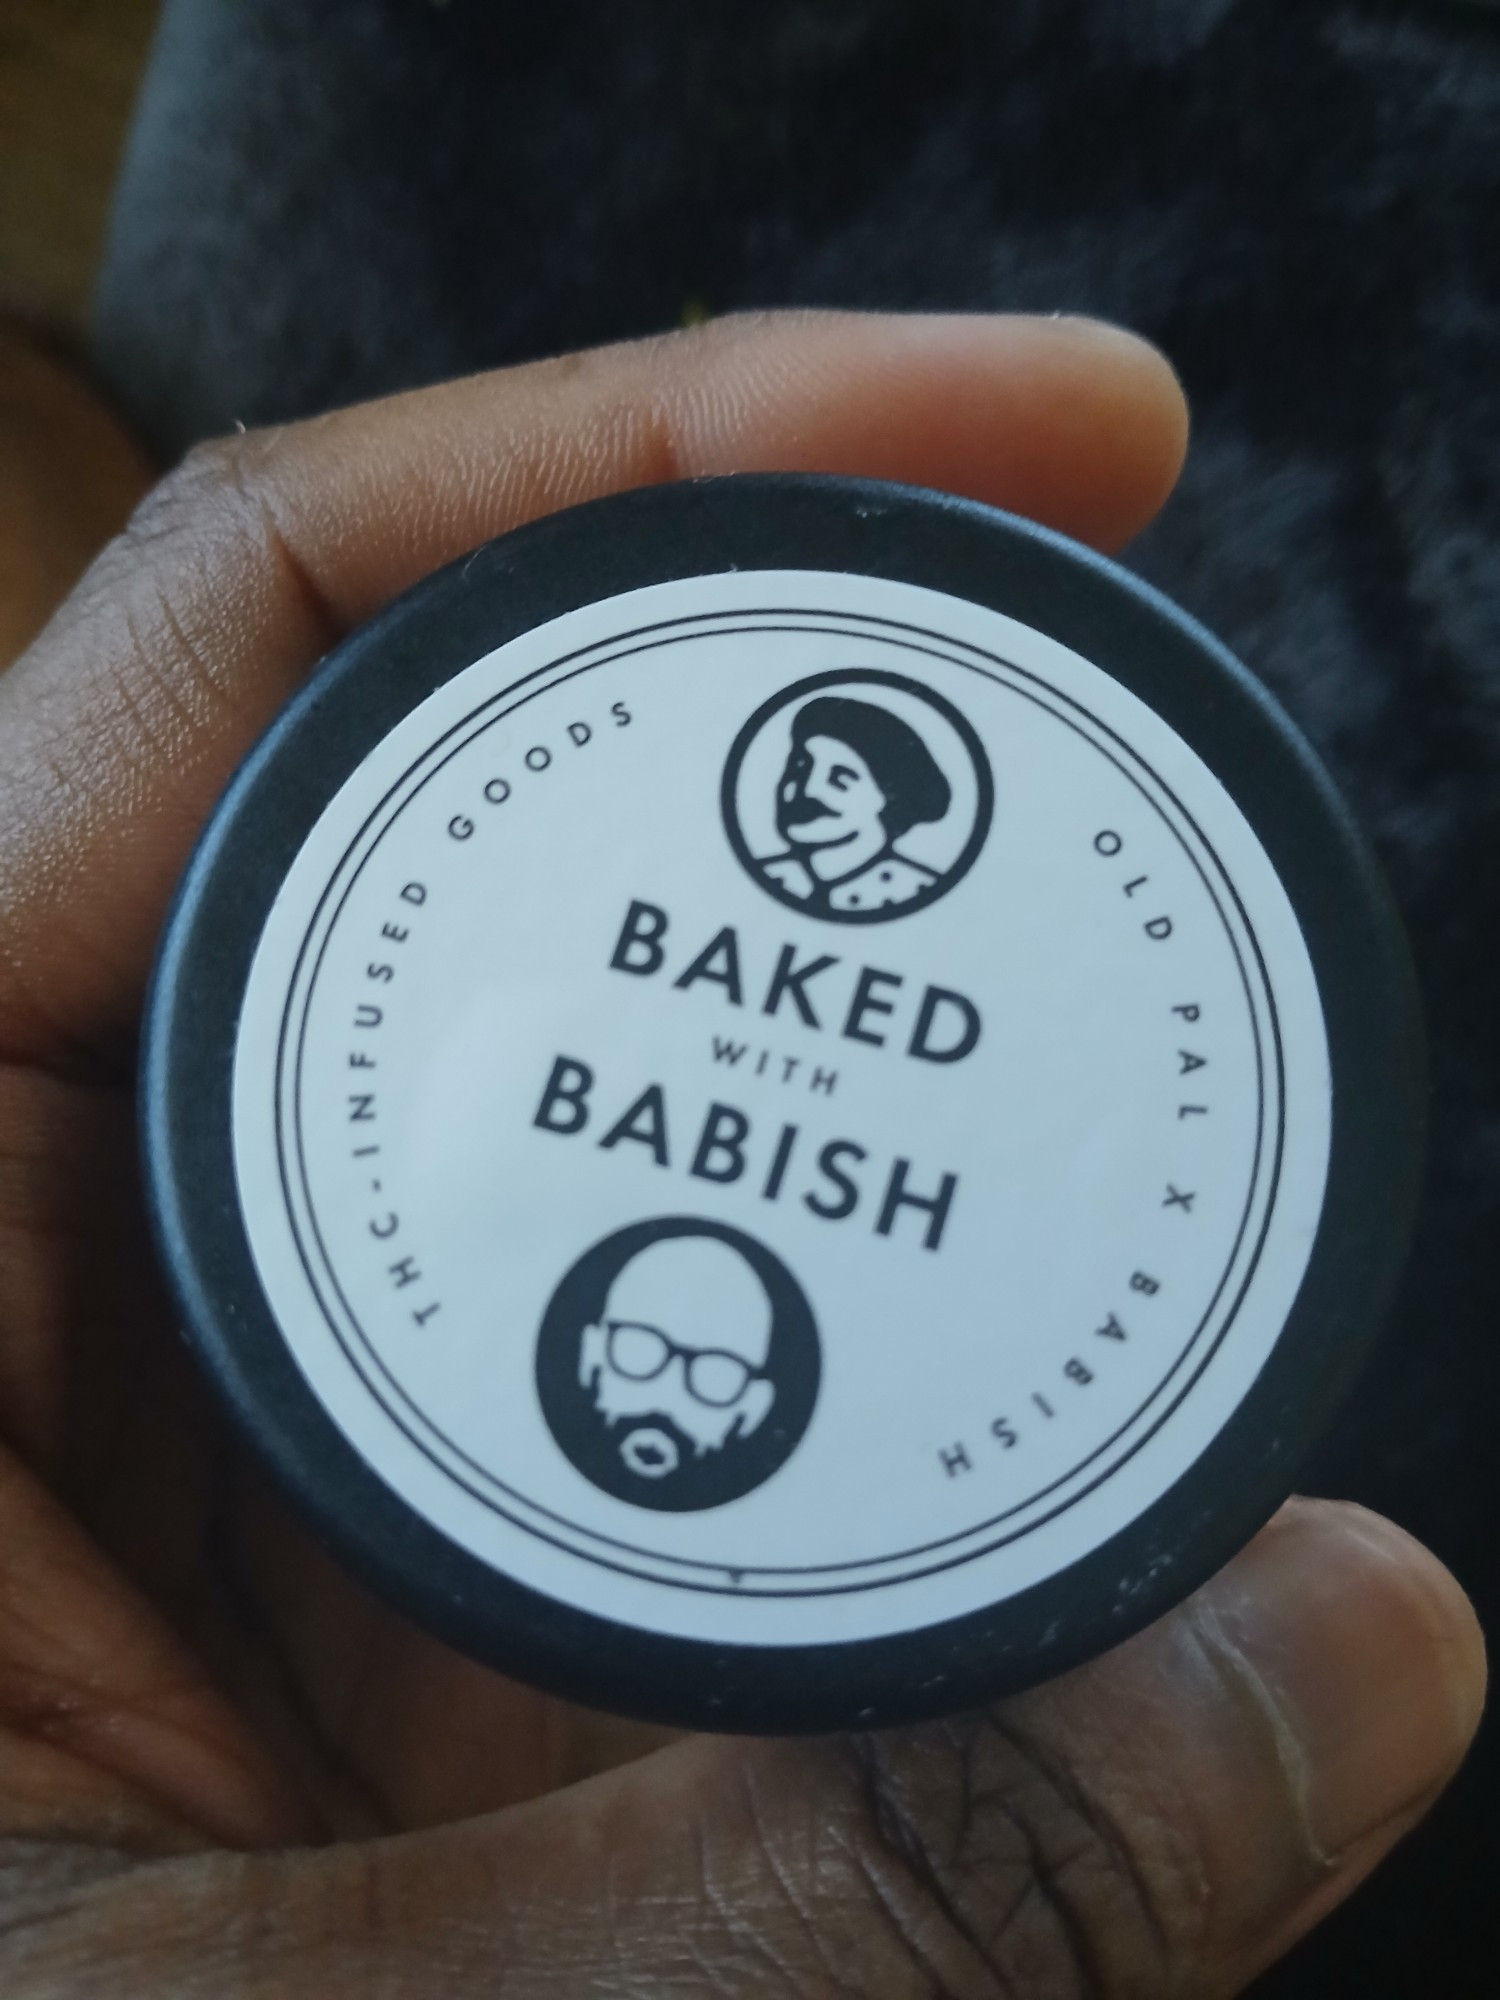 THC-INFUSED GOODS
OLD PAL X BABISH
BAKED
WITH
BABISH